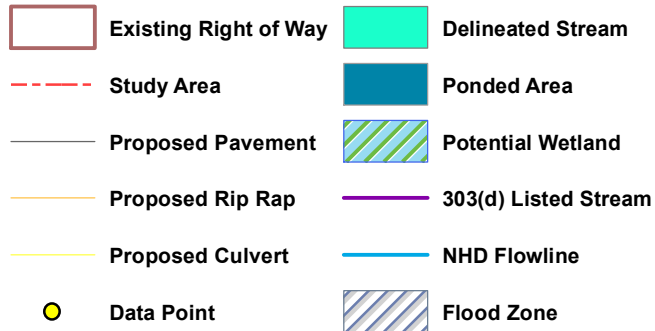 Existing Right of Way
Study Area
Proposed Pavement
Proposed Rip Rap
Proposed Culvert
Data Point
Delineated Stream
Ponded Area
Potential Wetland
303(d) Listed Stream
NHD Flowline
Flood Zone